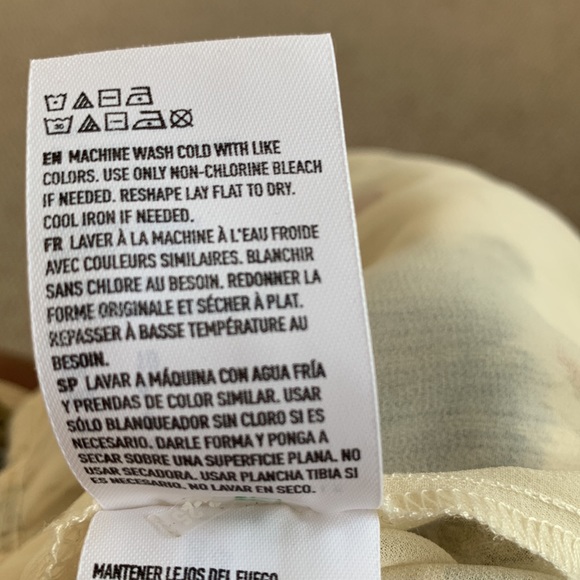 EN MACHINE WASH COLD WITH LIKE
COLORS. USE ONLY NON-CHLORINE BLEACH
IF NEEDED. RESHAPE LAY FLAT TO DRY.
COOL IRON IF NEEDED.
FR LAVER À LA MACHINE À L'EAU FROIDE
AVEC COULEURS SIMILAIRES. BLANCHIR
SANS CHLORE AU BESOIN. REDONNER LA
FORME ORIGINALE ET SÉCHER À PLAT.
REPASSER À BASSE TEMPÉRATURE AU
BESOIN.
SP LAVAR A MÁQUINA CON AGUA FRÍA
Y PRENDAS DE COLOR SIMILAR. USAR
SÓLO BLANQUEADOR SIN CLORO SI ES
NECESARIO. DARLE FORMA Y PONGA A
SECAR SOBRE UNA SUPERFICIE PLANA. NO
USAR SECADORA. USAR PLANCHA TIBIA SI
ES NECESARIO. NO LAVAR EN SECO.
MANTENER LEJOS DEL FUEGO